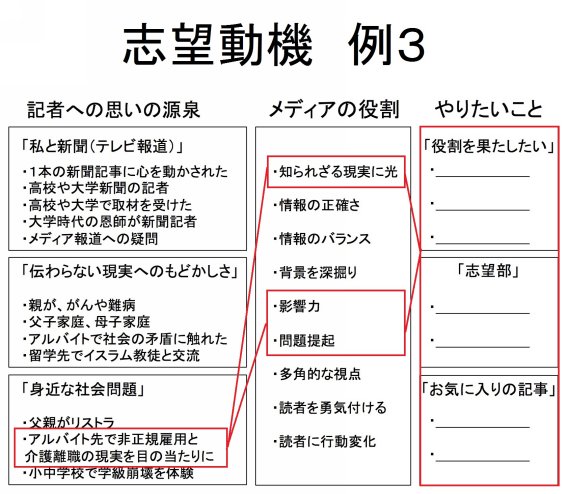 志望動機　例３
記者への思いの源泉
メディアの役割
やりたいこと
「私と新聞（テレビ報道）」
・１本の新聞記事に心を動かされた
・高校や大学新聞の記者
・高校や大学で取材を受けた
・大学時代の恩師が新聞記者
・メディア報道への疑問
「伝わらない現実へのもどかしさ」
・親が、がんや難病
・父子家庭、母子家庭
・アルバイトで社会の矛盾に触れた
・留学先でイスラム教徒と交流
「身近な社会問題」
・父親がリストラ
・アルバイト先で非正規雇用と
介護離職の現実を目の当たりに
・小中学校で学級崩壊を体験
・知られざる現実に光
・情報の正確さ
・情報のバランス
・背景を深掘り
・影響力
・問題提起
・多角的な視点
・読者を勇気付ける
・読者に行動変化
「役割を果たしたい」
・＿＿＿＿＿＿
・＿＿＿＿＿＿
・＿＿＿＿＿＿
「志望部」
・＿＿＿＿＿＿
・＿＿＿＿＿＿
「お気に入りの記事」
・＿＿＿＿＿＿
・＿＿＿＿＿＿